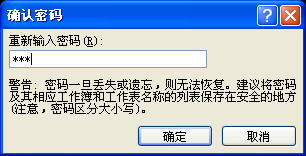 确认密码
重新输入密码(R):
***
警告: 密码一旦丢失或遗忘，则无法恢复。建议将密码
及其相应工作簿和工作表名称的列表保存在安全的地方
(注意，密码区分大小写)。
确定 取消